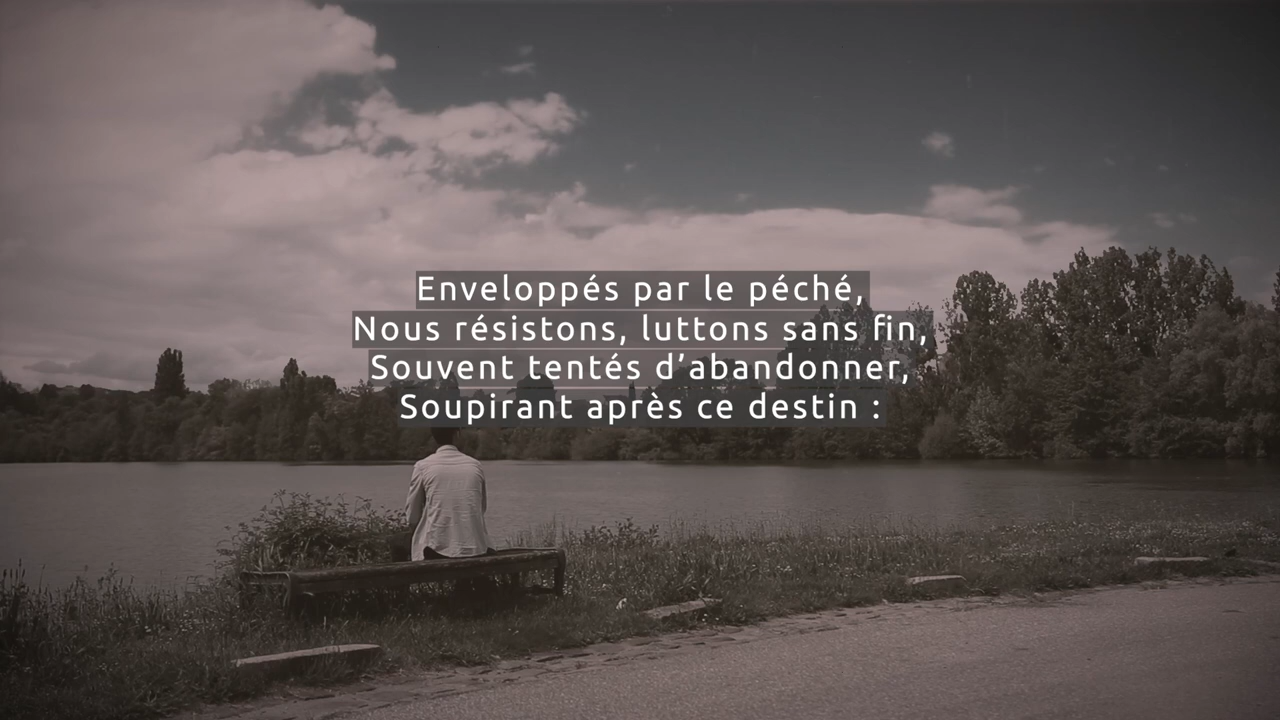 Enveloppés par le péché,
Nous résistons, luttons sans fin,
Souvent tentés d’abandonner,
Soupirant après ce destin :